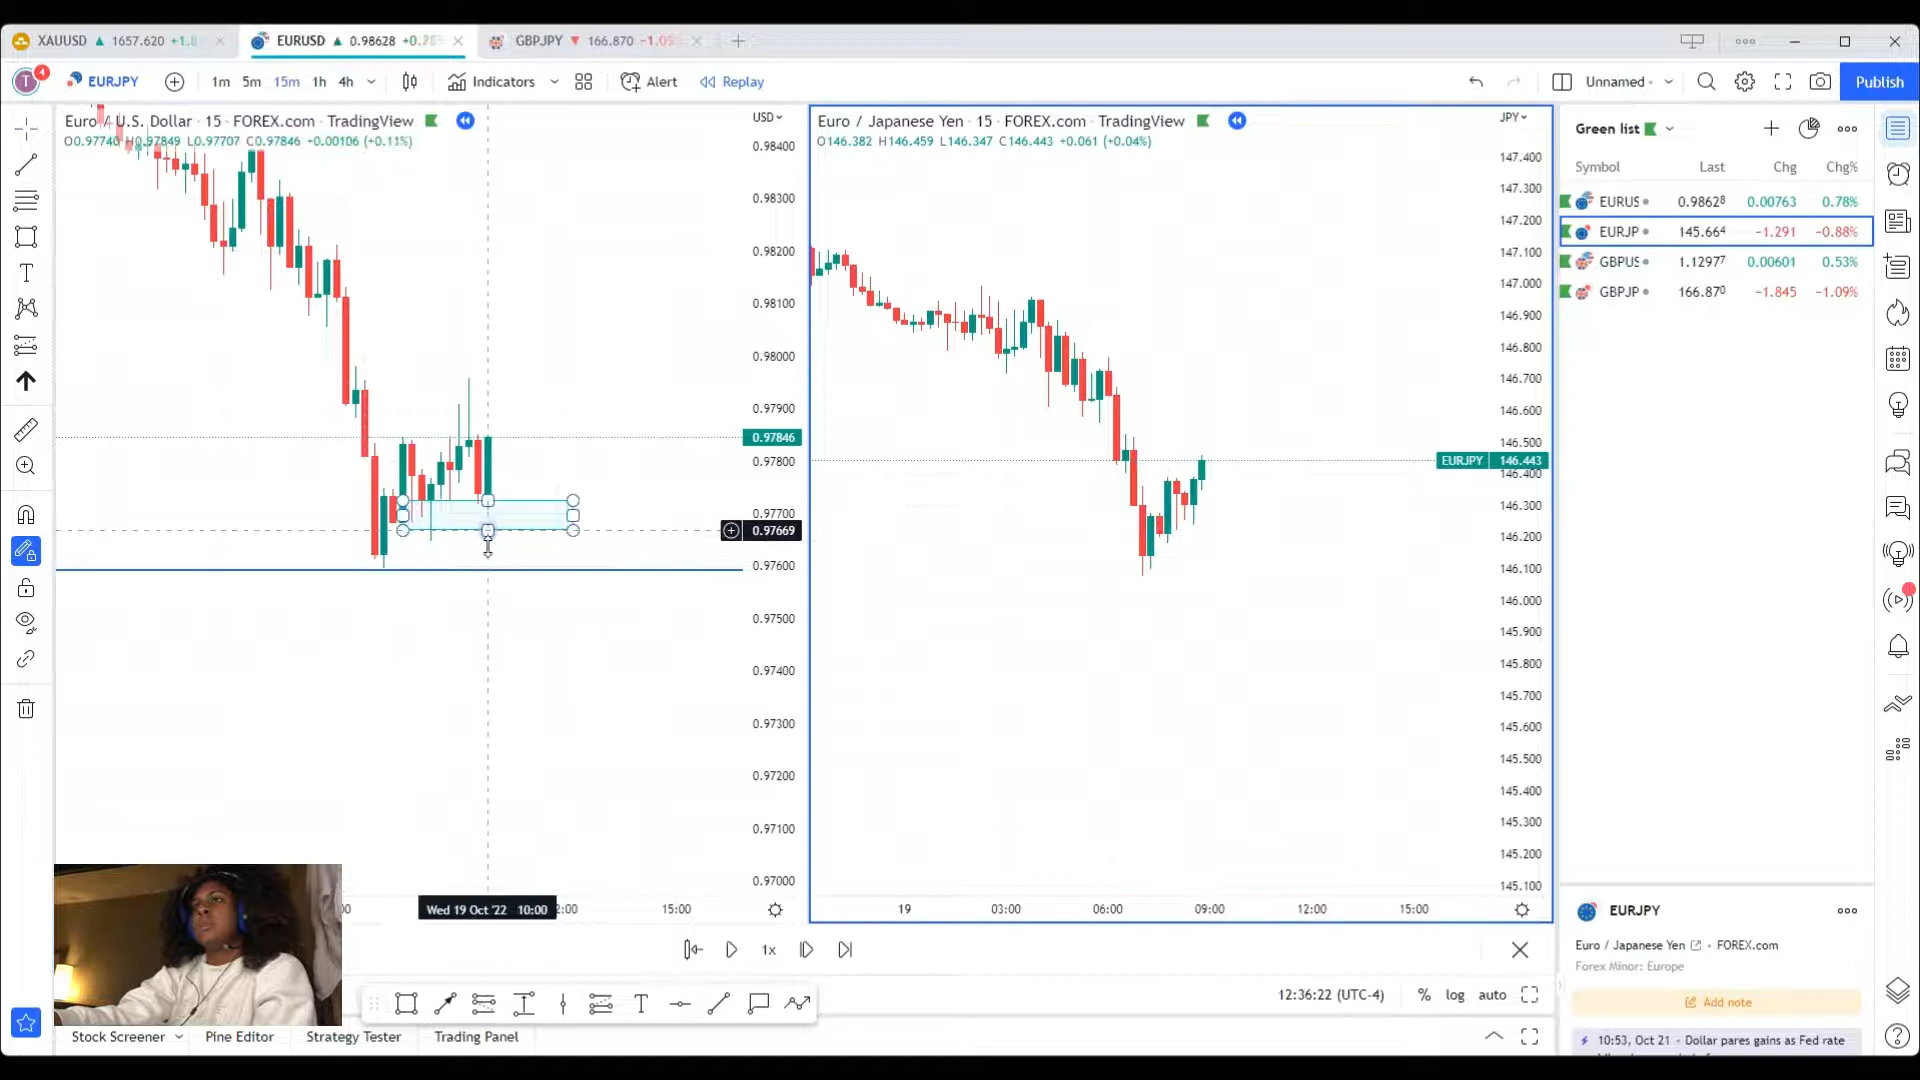 XAUUSD 1657.620 +1.8
EURUSD 0.98628 +0.78%
GBPJPY 166.870 -1.09%
T 4 EURJPY 1m 5m 15m 1h 4h Indicators Alert Replay Unnamed Publish
Euro / U.S. Dollar · 15 · FOREX.com · TradingView
O0.97740 H0.97849 L0.97707 C0.97846 +0.00106 (+0.11%)
USD
0.98400
0.98300
0.98200
0.98100
0.98000
0.97900
0.97846
0.97800
0.97700
0.97669
0.97600
0.97500
0.97400
0.97300
0.97200
0.97100
0.97000
Wed 19 Oct '22 10:00
2:00
15:00
Euro / Japanese Yen · 15 · FOREX.com · TradingView
O146.382 H146.459 L146.347 C146.443 +0.061 (+0.04%)
JPY
147.400
147.300
147.200
147.100
147.000
146.900
146.800
146.700
146.600
146.500
EURJPY 146.443
146.400
146.300
146.200
146.100
146.000
145.900
145.800
145.700
145.600
145.500
145.400
145.300
145.200
145.100
19 03:00 06:00 09:00 12:00 15:00
Green list
Symbol Last Chg Chg%
EURUS 0.98628 0.00763 0.78%
EURJP 145.664 −1.291 −0.88%
GBPUS 1.12977 0.00601 0.53%
GBPJP 166.870 −1.845 −1.09%
EURJPY
Euro / Japanese Yen · FOREX.com
Forex Minor: Europe
Add note
10:53, Oct 21 - Dollar pares gains as Fed rate
1x
12:36:22 (UTC-4) % log auto
Stock Screener Pine Editor Strategy Tester Trading Panel